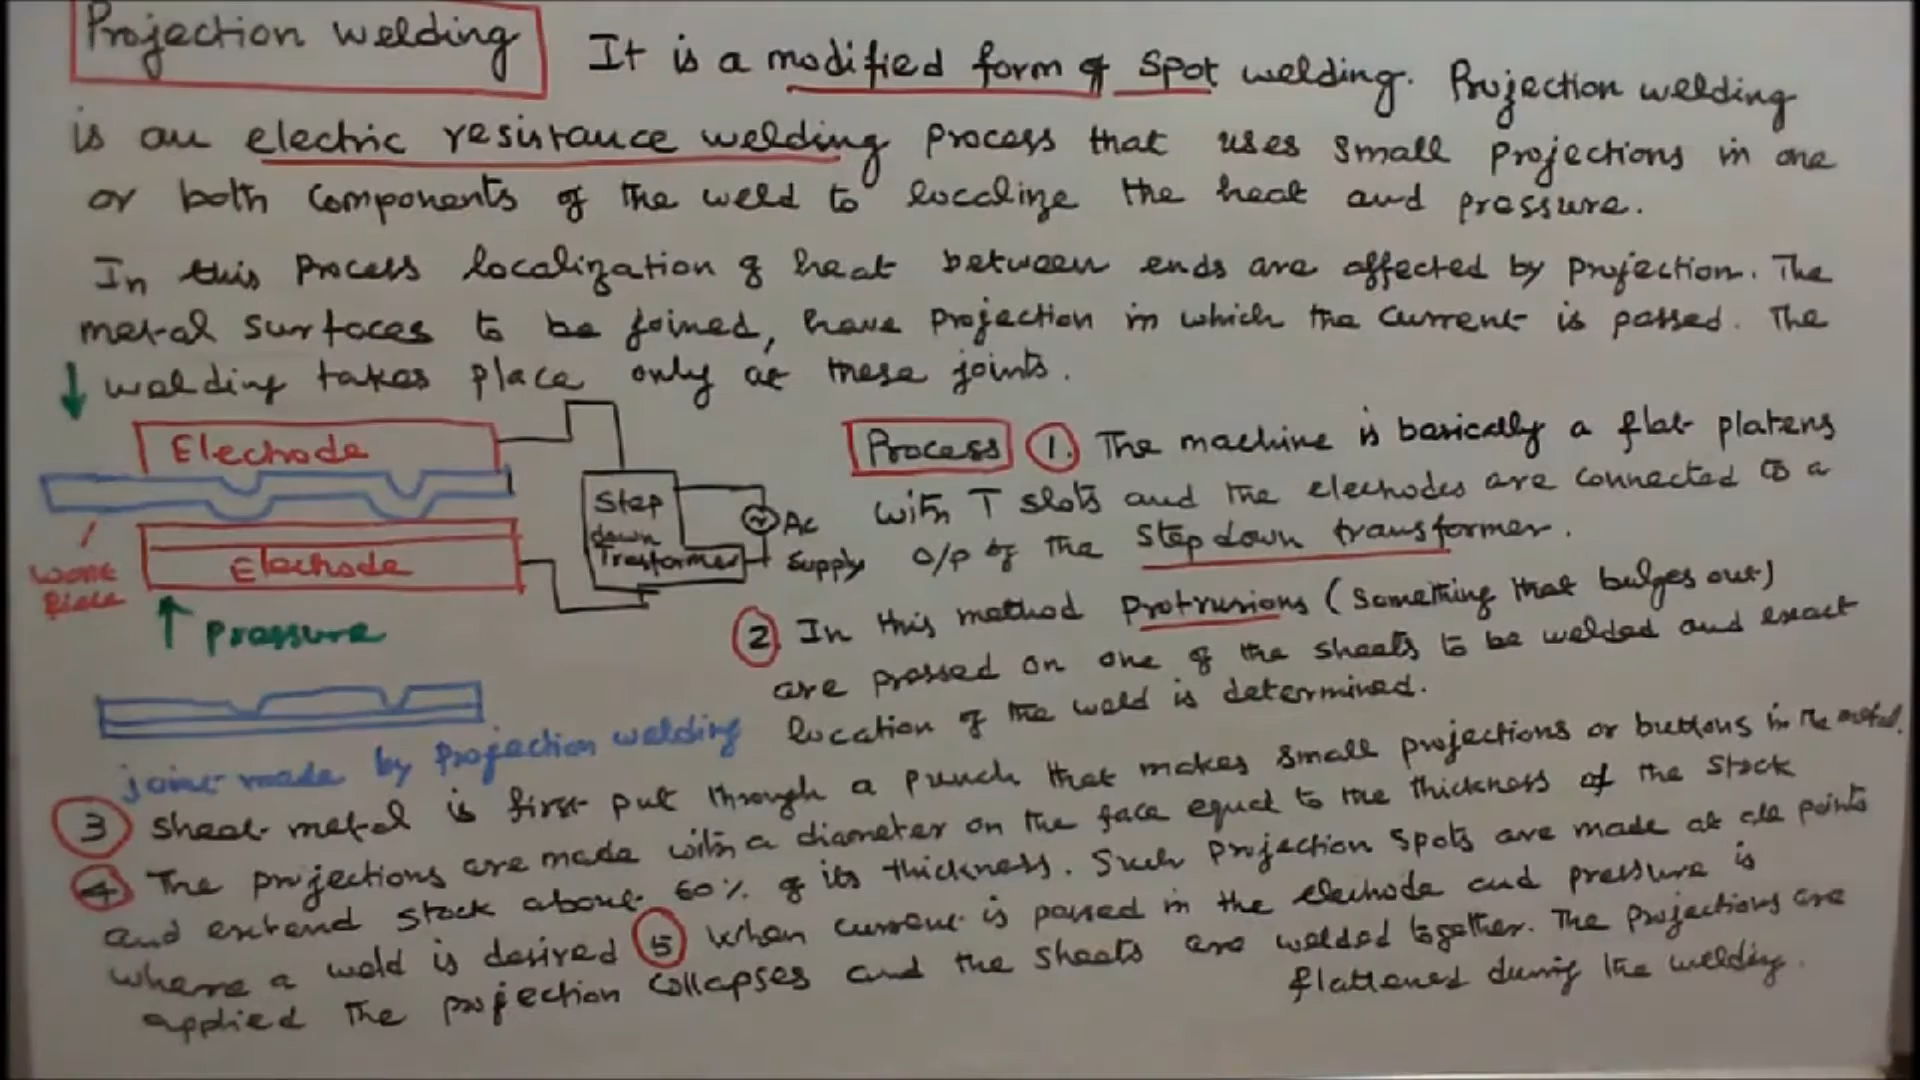 Projection welding It is a modified form of spot welding. Projection welding
is an electric resistance welding process that uses small projections in one
or both components of the weld to localize the heat and pressure.
In this process localization of heat between ends are affected by projection. The
metal surfaces to be joined, have projection in which the current is passed. The
welding takes place only at these joints.
Electrode
Electrode
Work
piece
pressure
Step
down
Trasformer
Ac
supply
joint made by projection welding
Process 1. The machine is basically a flat platens
with T slots and the electrodes are connected to a
o/p of the step down transformer.
2. In this method protrusions (something that bulges out)
are pressed on one of the sheets to be welded and exact
location of the weld is determined.
3 sheet metal is first put through a punch that makes small projections or buttons in the metal.
4 The projections are made with a diameter on the face equal to the thickness of the stock
and extend stock about 60% of its thickness. Such projection spots are made at all points
where a weld is desired 5 When current is passed in the electrode and pressure is
applied the projection collapses and the sheets are welded together. The projections are
flattened during the welding.